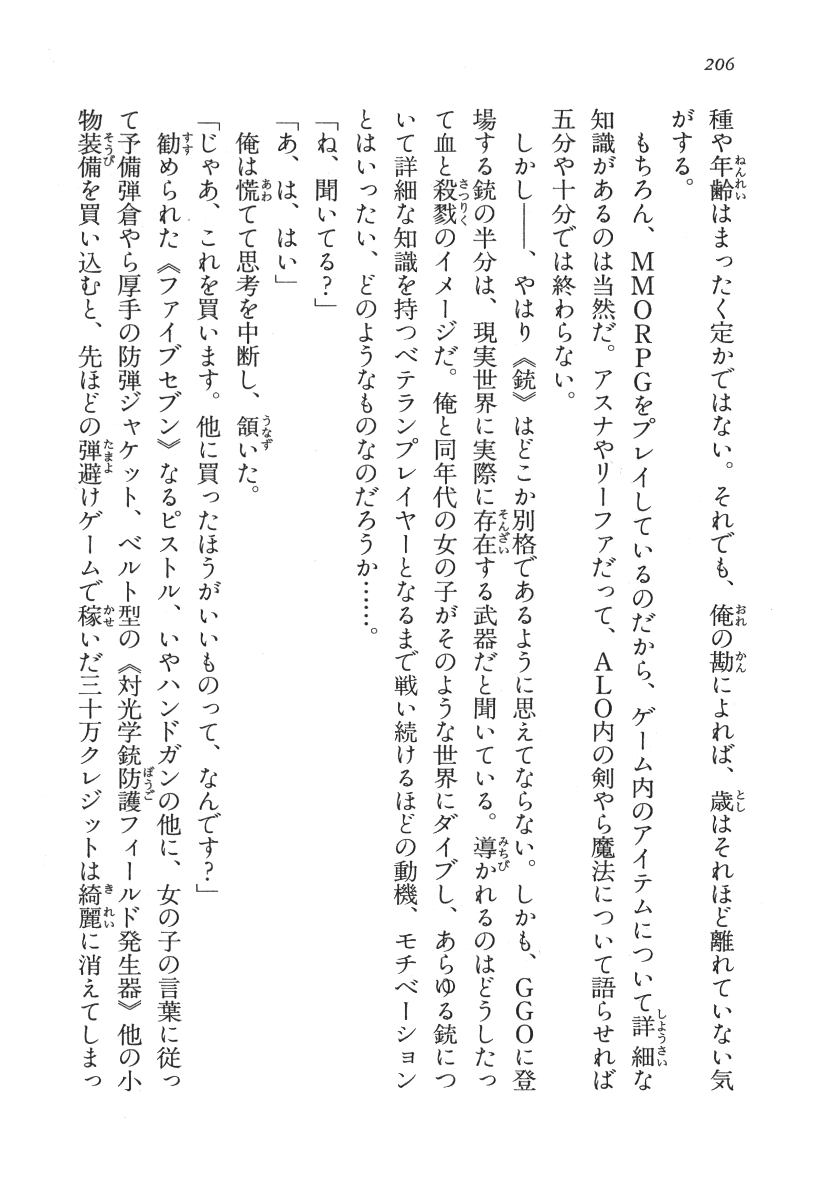 206
種や年齢はまったく定かではない。それでも、俺の勘によれば、歳はそれほど離れていない気
がする。
もちろん、MMORPGをプレイしているのだから、ゲーム内のアイテムについて詳細な
知識があるのは当然だ。アスナやリーファだって、ALO内の剣やら魔法について語らせれば
五分や十分では終わらない。
しかし――、やはり《銃》はどこか別格であるように思えてならない。しかも、GGOに登
場する銃の半分は、現実世界に実際に存在する武器だと聞いている。導かれるのはどうしたっ
て血と殺戮のイメージだ。俺と同年代の女の子がそのような世界にダイブし、あらゆる銃につ
いて詳細な知識を持つベテランプレイヤーとなるまで戦い続けるほどの動機、モチベーション
とはいったい、どのようなものなのだろうか……。
「ね、聞いてる?」
「あ、は、はい」
俺は慌てて思考を中断し、頷いた。
「じゃあ、これを買います。他に買ったほうがいいものって、なんです?」
勧められた《ファイブセブン》なるピストル、いやハンドガンの他に、女の子の言葉に従っ
て予備弾倉やら厚手の防弾ジャケット、ベルト型の《対光学銃防護フィールド発生器》他の小
物装備を買い込むと、先ほどの弾避けゲームで稼いだ三十万クレジットは綺麗に消えてしまっ